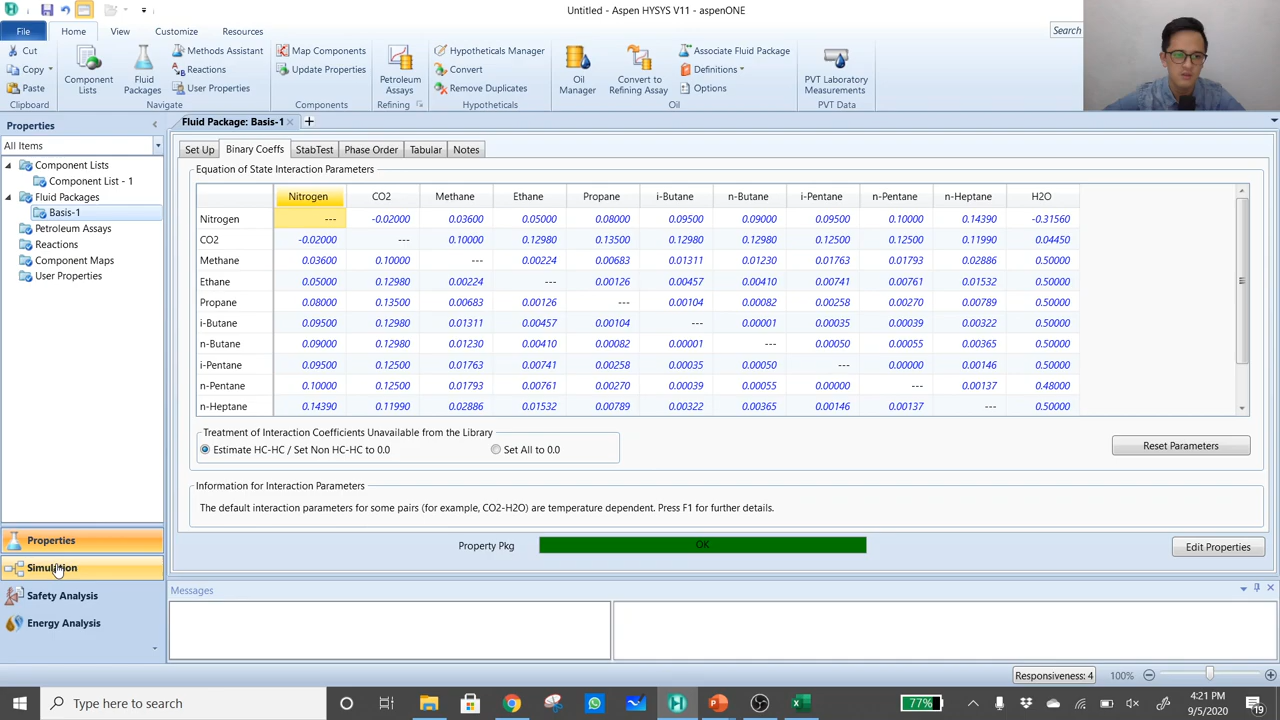 Untitled - Aspen HYSYS V11 - aspenONE
File Home View Customize Resources Search
Cut
Copy
Paste
Clipboard
Component Lists
Fluid Packages
Methods Assistant
Reactions
User Properties
Navigate
Map Components
Update Properties
Components
Petroleum Assays
Refining
Hypotheticals Manager
Convert
Remove Duplicates
Hypotheticals
Oil Manager
Convert to Refining Assay
Associate Fluid Package
Definitions
Options
Oil
PVT Laboratory Measurements
PVT Data
Properties
All Items
Component Lists
Component List - 1
Fluid Packages
Basis-1
Petroleum Assays
Reactions
Component Maps
User Properties
Properties
Simulation
Safety Analysis
Energy Analysis
Fluid Package: Basis-1
Set Up Binary Coeffs StabTest Phase Order Tabular Notes
Equation of State Interaction Parameters
Nitrogen CO2 Methane Ethane Propane i-Butane n-Butane i-Pentane n-Pentane n-Heptane H2O
Nitrogen --- -0.02000 0.03600 0.05000 0.08000 0.09500 0.09000 0.09500 0.10000 0.14390 -0.31560
CO2 -0.02000 --- 0.10000 0.12980 0.13500 0.12980 0.12980 0.12500 0.12500 0.11990 0.04450
Methane 0.03600 0.10000 --- 0.00224 0.00683 0.01311 0.01230 0.01763 0.01793 0.02886 0.50000
Ethane 0.05000 0.12980 0.00224 --- 0.00126 0.00457 0.00410 0.00741 0.00761 0.01532 0.50000
Propane 0.08000 0.13500 0.00683 0.00126 --- 0.00104 0.00082 0.00258 0.00270 0.00789 0.50000
i-Butane 0.09500 0.12980 0.01311 0.00457 0.00104 --- 0.00001 0.00035 0.00039 0.00322 0.50000
n-Butane 0.09000 0.12980 0.01230 0.00410 0.00082 0.00001 --- 0.00050 0.00055 0.00365 0.50000
i-Pentane 0.09500 0.12500 0.01763 0.00741 0.00258 0.00035 0.00050 --- 0.00000 0.00146 0.50000
n-Pentane 0.10000 0.12500 0.01793 0.00761 0.00270 0.00039 0.00055 0.00000 --- 0.00137 0.48000
n-Heptane 0.14390 0.11990 0.02886 0.01532 0.00789 0.00322 0.00365 0.00146 0.00137 --- 0.50000
Treatment of Interaction Coefficients Unavailable from the Library
Estimate HC-HC / Set Non HC-HC to 0.0 Set All to 0.0
Reset Parameters
Information for Interaction Parameters
The default interaction parameters for some pairs (for example, CO2-H2O) are temperature dependent. Press F1 for further details.
Property Pkg OK Edit Properties
Messages
Responsiveness: 4 100%
Type here to search
77%
4:21 PM
9/5/2020
19